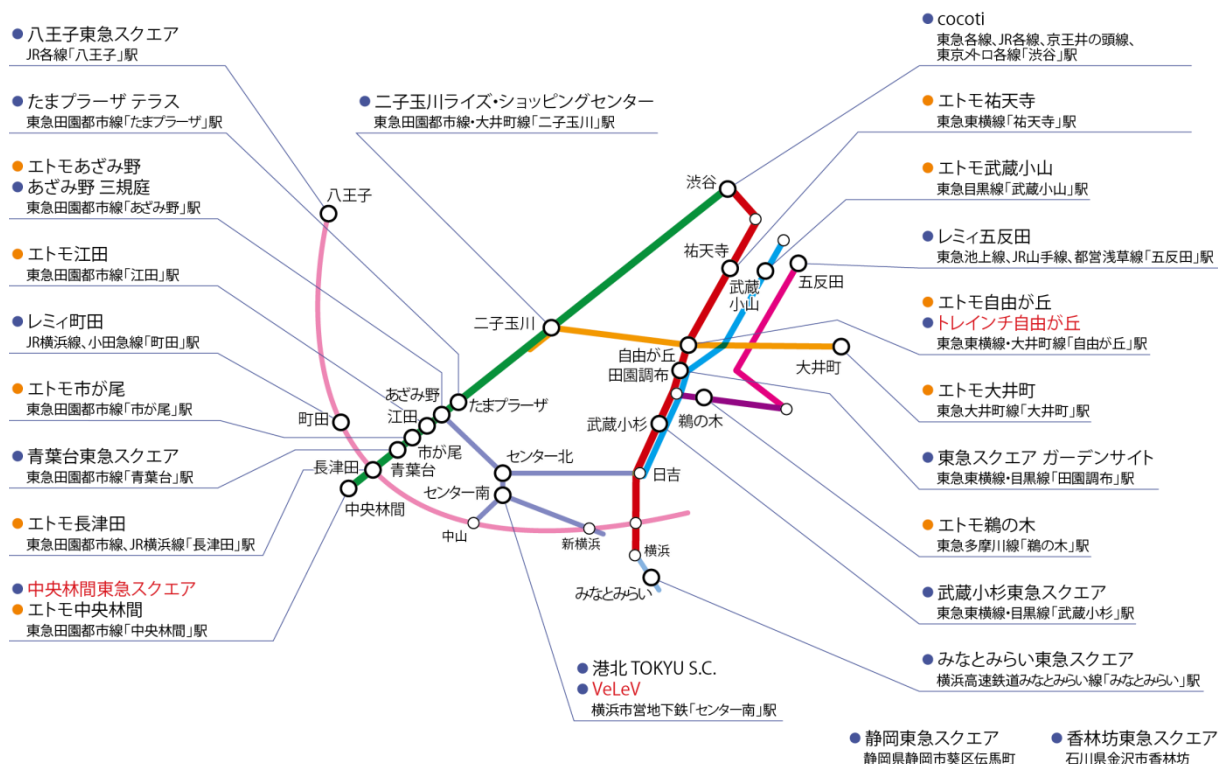 八王子東急スクエア
JR各線「八王子」駅
たまプラーザ テラス
東急田園都市線「たまプラーザ」駅
エトモあざみ野
あざみ野 三規庭
東急田園都市線「あざみ野」駅
エトモ江田
東急田園都市線「江田」駅
レミィ町田
JR横浜線、小田急線「町田」駅
エトモ市が尾
東急田園都市線「市が尾」駅
青葉台東急スクエア
東急田園都市線「青葉台」駅
エトモ長津田
東急田園都市線、JR横浜線「長津田」駅
中央林間東急スクエア
エトモ中央林間
東急田園都市線「中央林間」駅
二子玉川ライズ・ショッピングセンター
東急田園都市線・大井町線「二子玉川」駅
八王子
渋谷
祐天寺
武蔵
小山
五反田
二子玉川
自由が丘
田園調布
大井町
あざみ野
たまプラーザ
江田
市が尾
青葉台
町田
長津田
中央林間
武蔵小杉
鵜の木
センター北
センター南
日吉
中山
新横浜
横浜
みなとみらい
港北 TOKYU S.C.
VeLeV
横浜市営地下鉄「センター南」駅
cocoti
東急各線、JR各線、京王井の頭線、
東京メトロ各線「渋谷」駅
エトモ祐天寺
東急東横線「祐天寺」駅
エトモ武蔵小山
東急目黒線「武蔵小山」駅
レミィ五反田
東急池上線、JR山手線、都営浅草線「五反田」駅
エトモ自由が丘
トレインチ自由が丘
東急東横線・大井町線「自由が丘」駅
エトモ大井町
東急大井町線「大井町」駅
東急スクエア ガーデンサイト
東急東横線・目黒線「田園調布」駅
エトモ鵜の木
東急多摩川線「鵜の木」駅
武蔵小杉東急スクエア
東急東横線・目黒線「武蔵小杉」駅
みなとみらい東急スクエア
横浜高速鉄道みなとみらい線「みなとみらい」駅
静岡東急スクエア
静岡県静岡市葵区伝馬町
香林坊東急スクエア
石川県金沢市香林坊